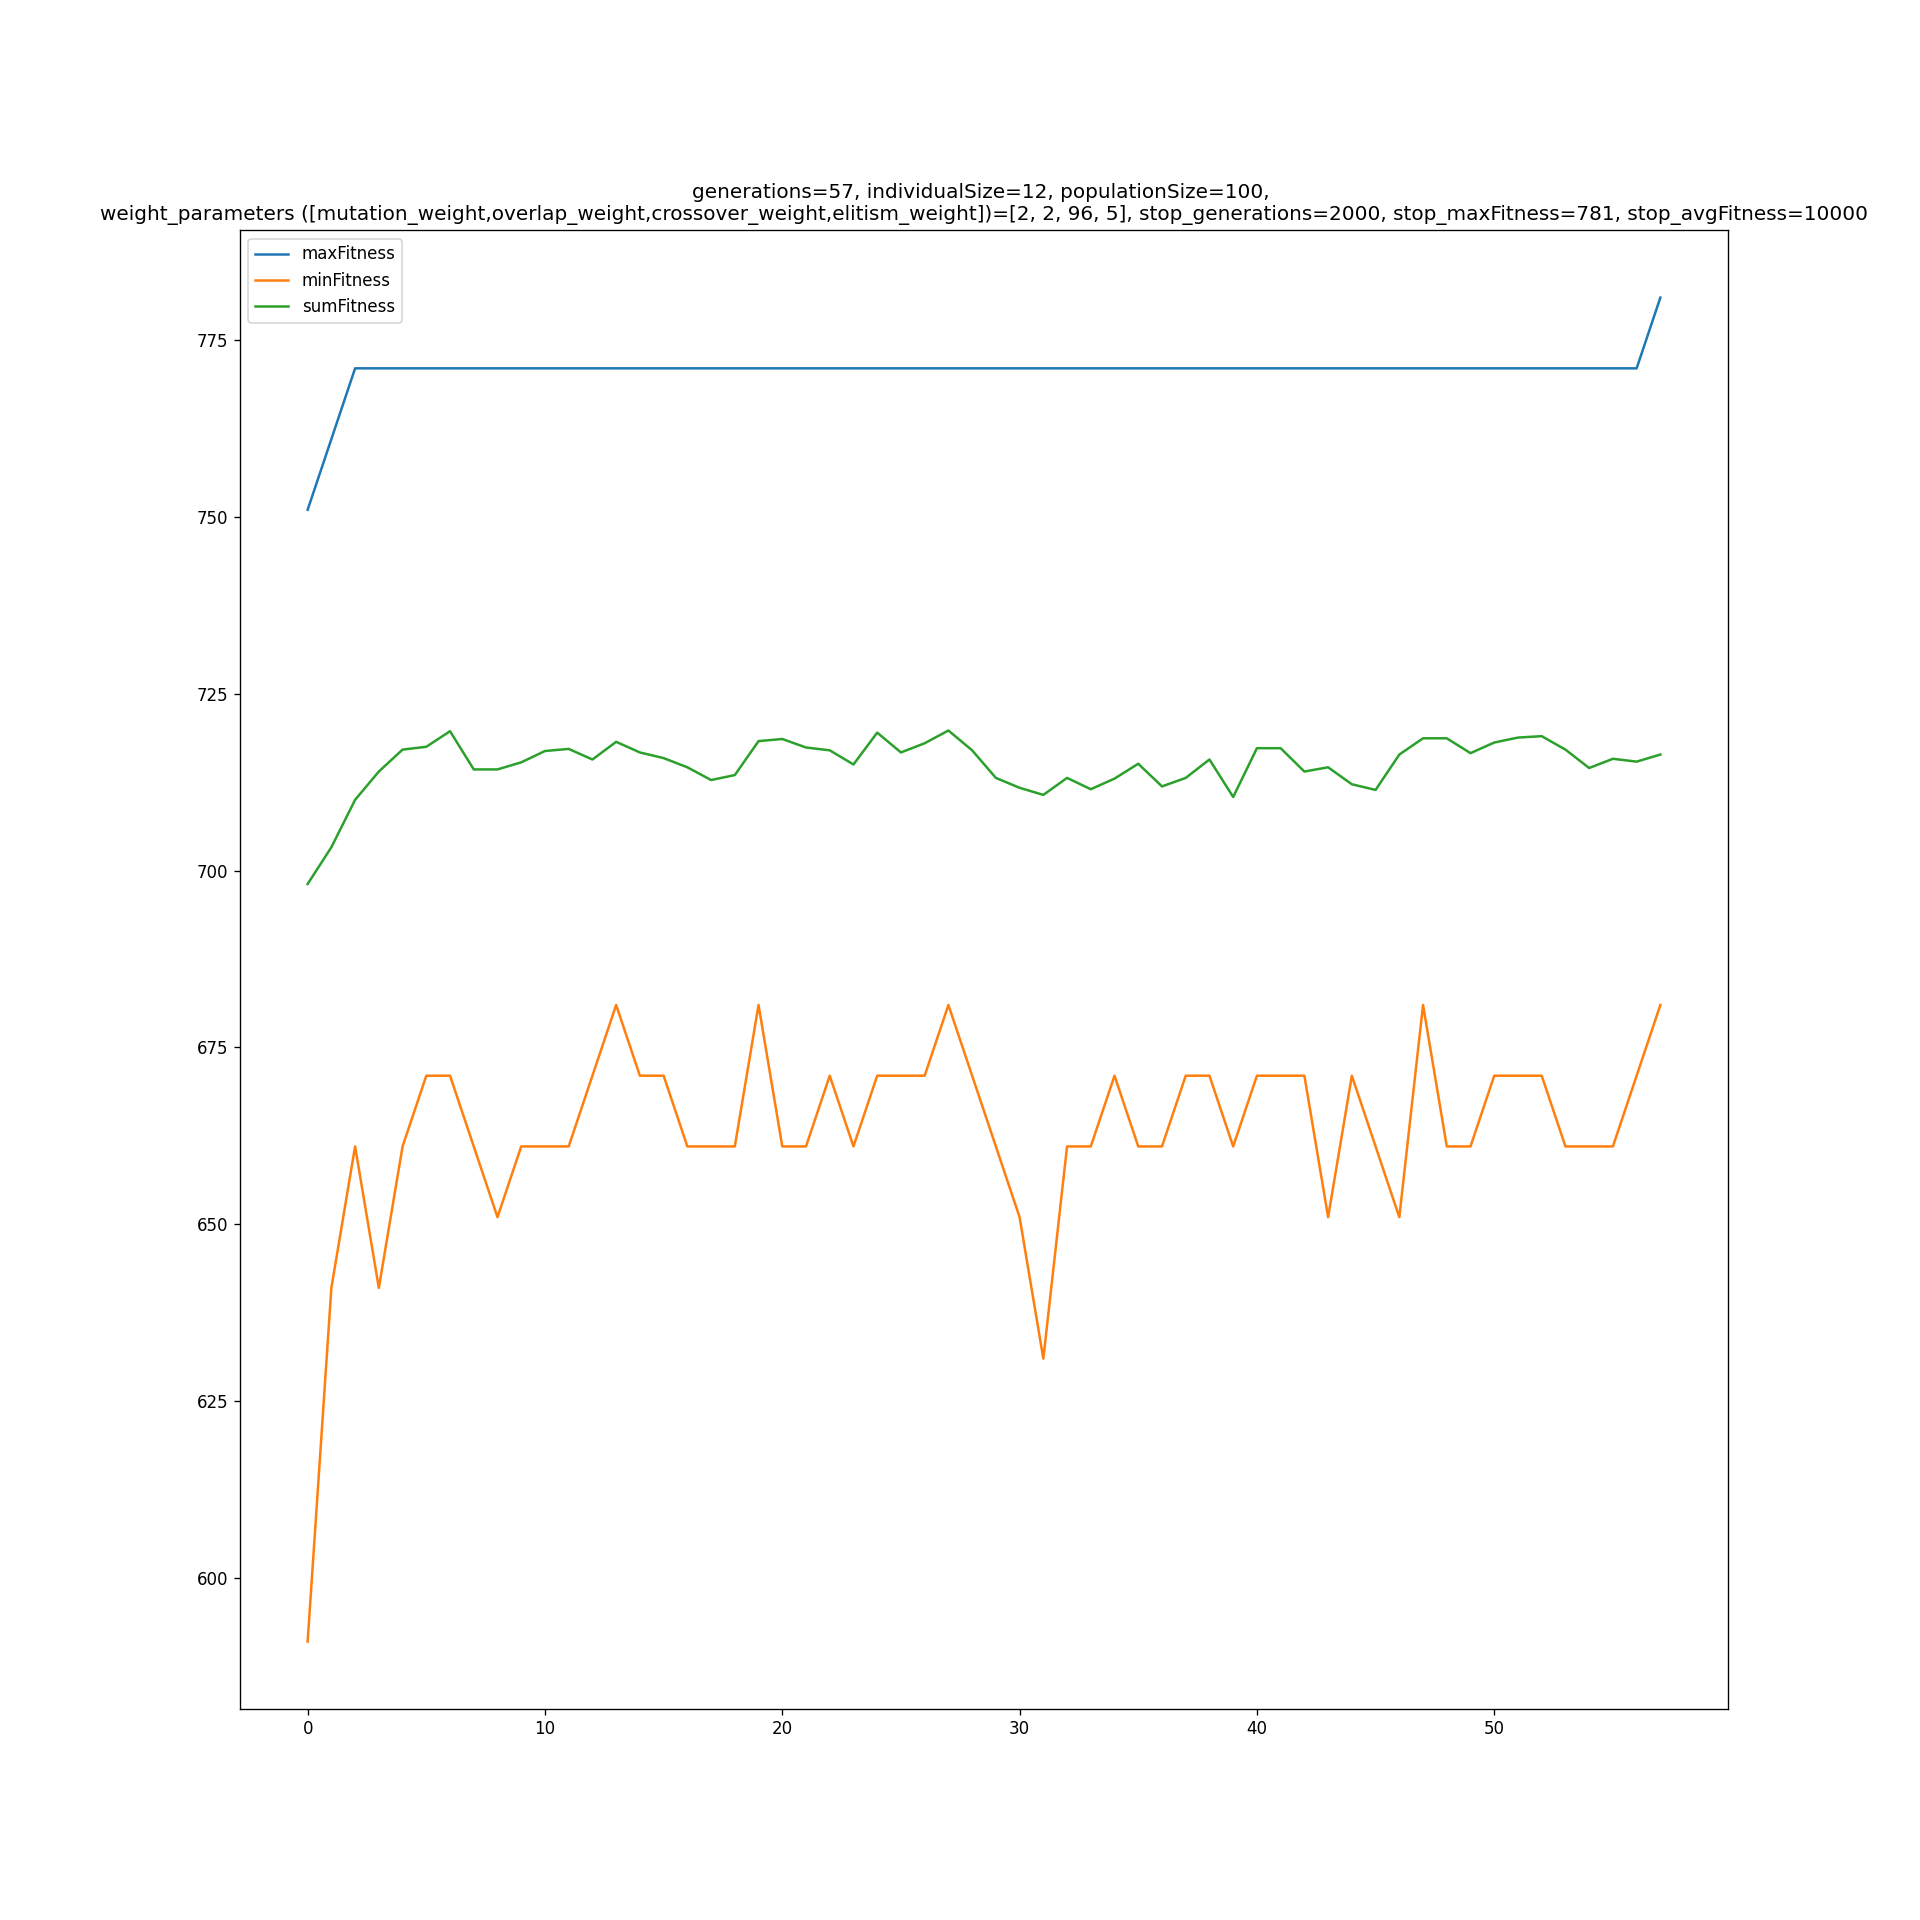 generations=57, individualSize=12, populationSize=100,
weight_parameters ([mutation_weight,overlap_weight,crossover_weight,elitism_weight])=[2, 2, 96, 5], stop_generations=2000, stop_maxFitness=781, stop_avgFitness=10000
maxFitness
minFitness
sumFitness
775
750
725
700
675
650
625
600
0 10 20 30 40 50